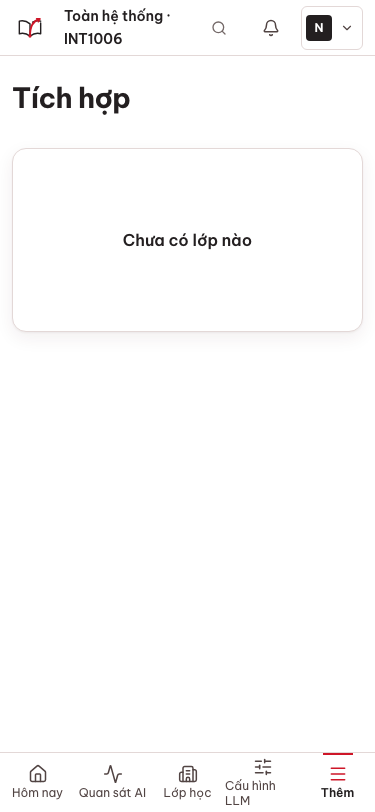 Toàn hệ thống ·
INT1006
N
Tích hợp
Chưa có lớp nào
Hôm nay
Quan sát AI
Lớp học
Cấu hình
LLM
Thêm